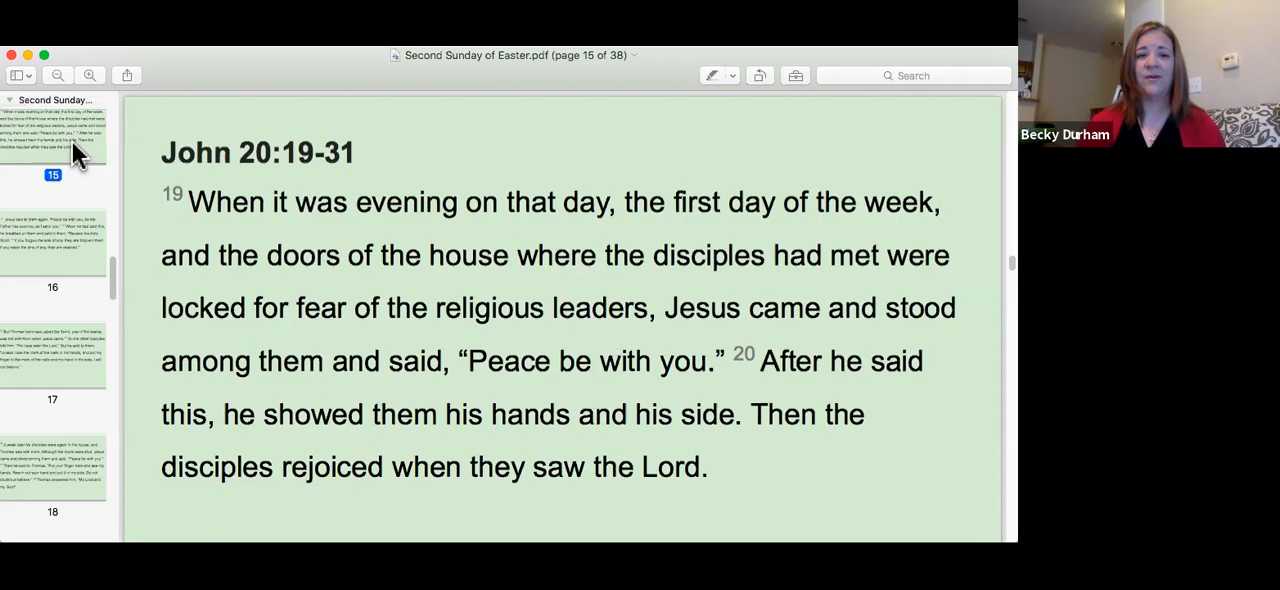 Second Sunday of Easter.pdf (page 15 of 38)
Search
Second Sunday...
15
16
17
18
John 20:19-31
19 When it was evening on that day, the first day of the week,
and the doors of the house where the disciples had met were
locked for fear of the religious leaders, Jesus came and stood
among them and said, “Peace be with you.” 20 After he said
this, he showed them his hands and his side. Then the
disciples rejoiced when they saw the Lord.
Becky Durham